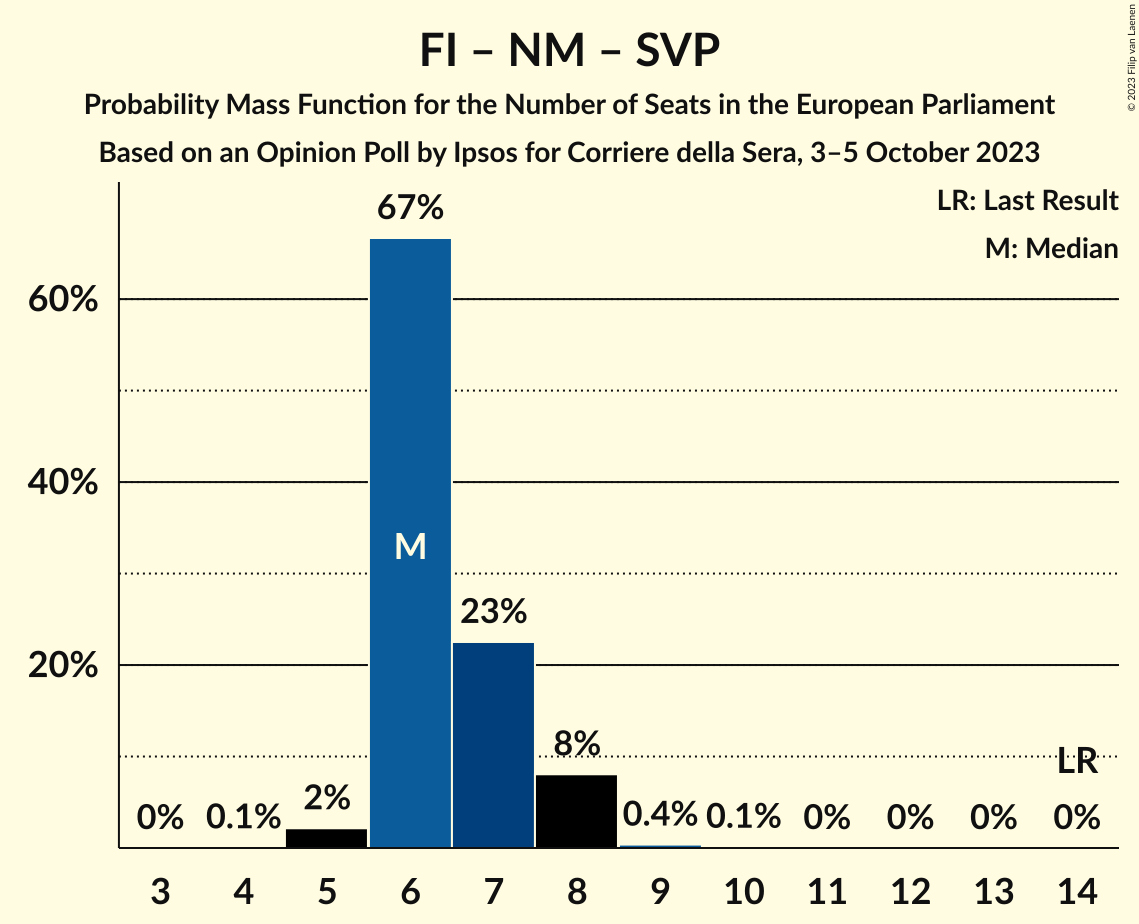 FI – NM – SVP
Probability Mass Function for the Number of Seats in the European Parliament
Based on an Opinion Poll by Ipsos for Corriere della Sera, 3–5 October 2023
© 2023 Filip van Laenen
LR: Last Result
M: Median
67%
60%
40%
M
23%
20%
8%
LR
2%
0% 0.1% 0.4% 0.1% 0% 0% 0% 0%
3 4 5 6 7 8 9 10 11 12 13 14